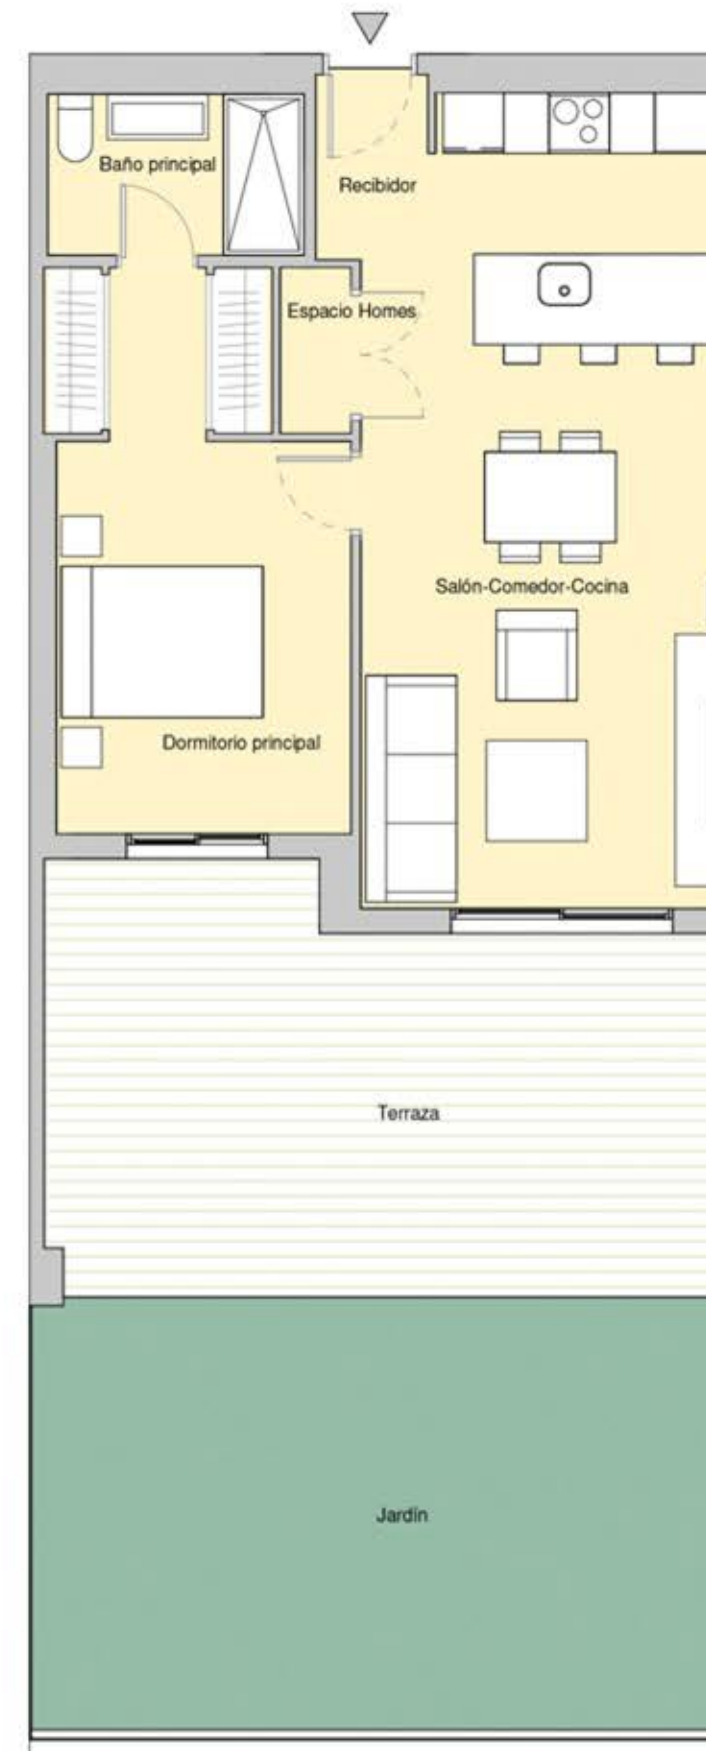 Baño principal
Recibidor
Espacio Homes
Salón-Comedor-Cocina
Dormitorio principal
Terraza
Jardín